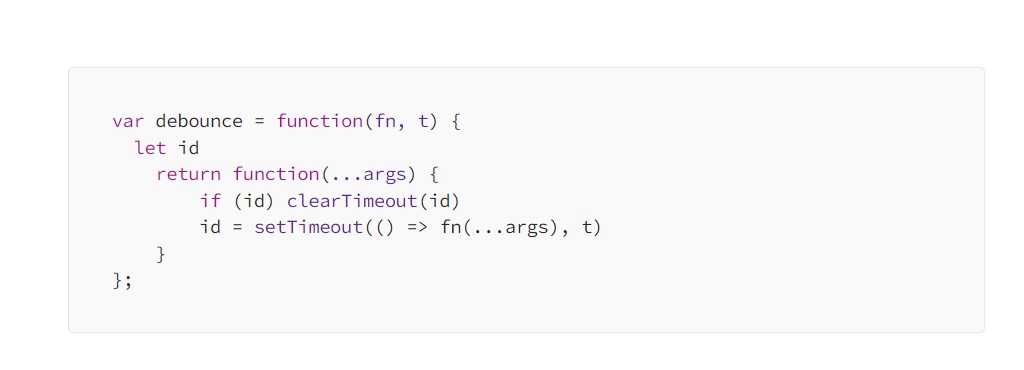 var debounce = function(fn, t) {
  let id
    return function(...args) {
        if (id) clearTimeout(id)
        id = setTimeout(() => fn(...args), t)
    }
};